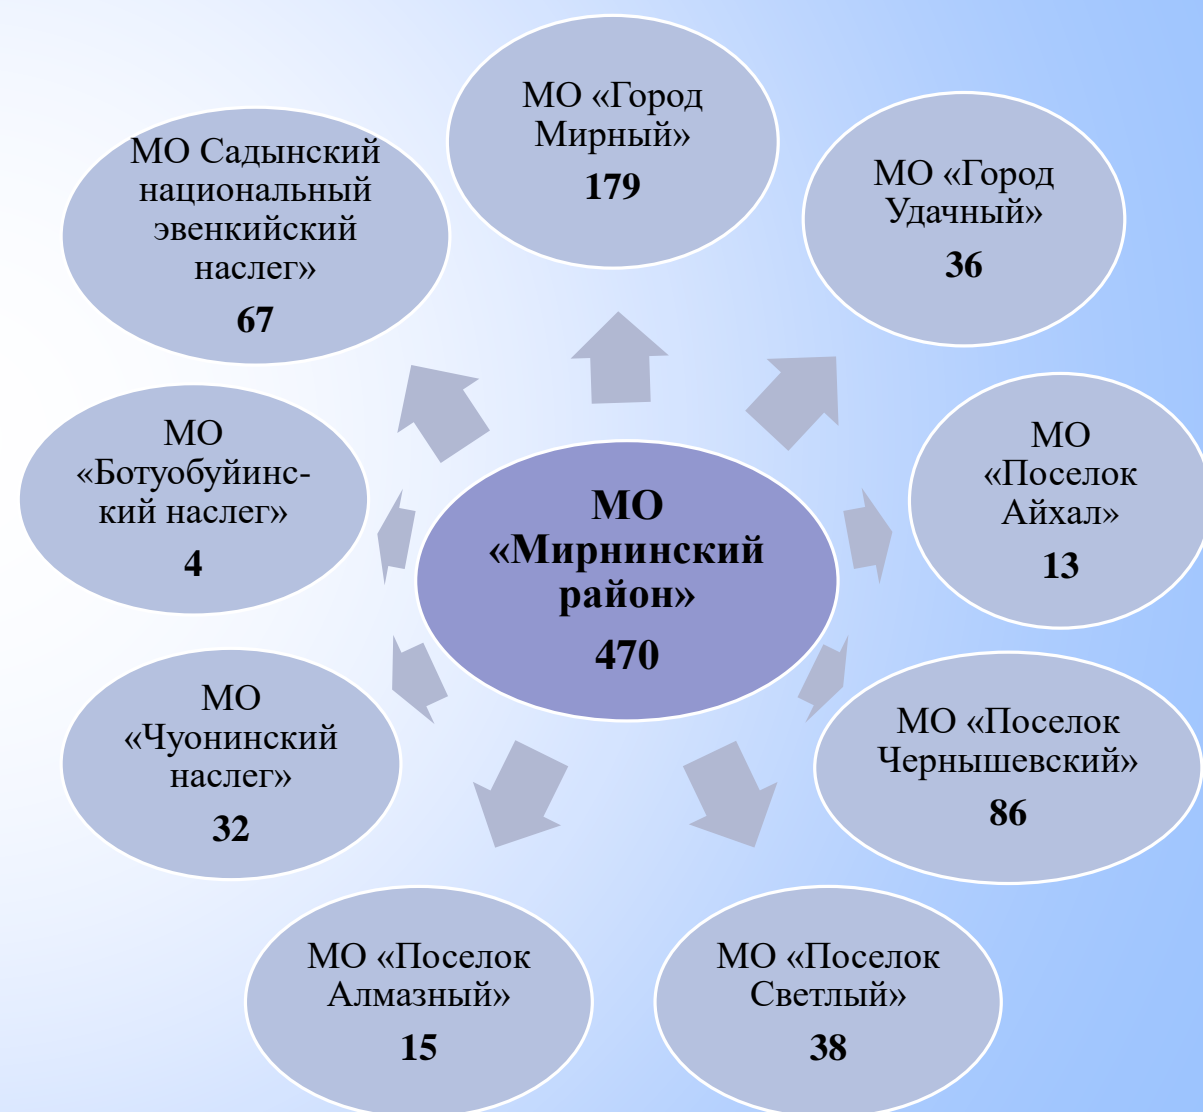 МО «Город
Мирный»
179
МО «Город
Удачный»
36
МО
«Поселок
Айхал»
13
МО «Поселок
Чернышевский»
86
МО «Поселок
Светлый»
38
МО «Поселок
Алмазный»
15
МО
«Чуонинский
наслег»
32
МО
«Ботуобуйинс-
кий наслег»
4
МО Садынский
национальный
эвенкийский
наслег»
67
МО
«Мирнинский
район»
470